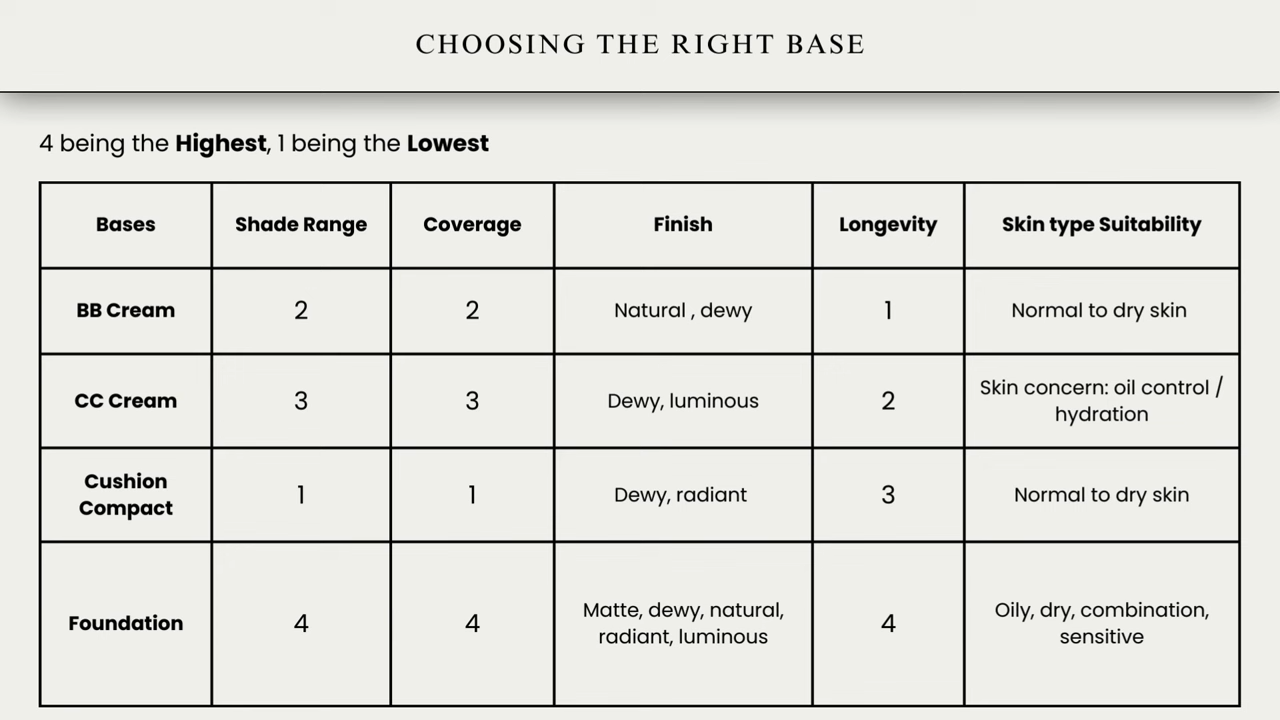 CHOOSING THE RIGHT BASE
4 being the Highest, 1 being the Lowest
Bases Shade Range Coverage Finish Longevity Skin type Suitability
BB Cream 2 2 Natural , dewy 1 Normal to dry skin
CC Cream 3 3 Dewy, luminous 2 Skin concern: oil control /
hydration
Cushion
Compact 1 1 Dewy, radiant 3 Normal to dry skin
Foundation 4 4 Matte, dewy, natural,
radiant, luminous 4 Oily, dry, combination,
sensitive